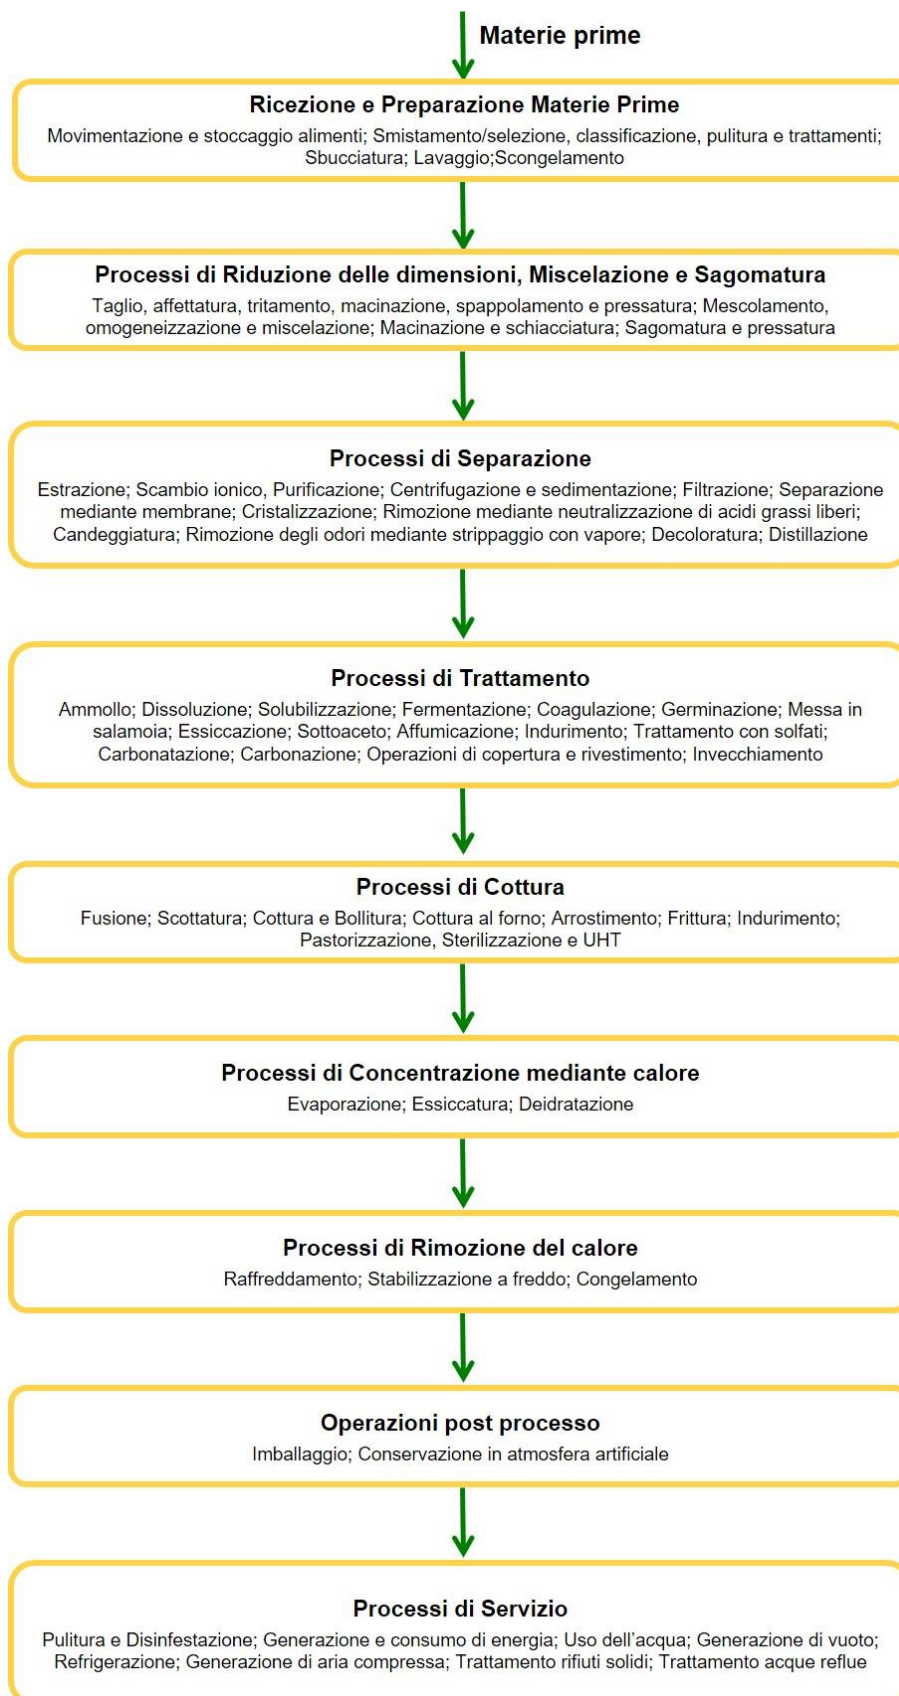 Materie prime
Ricezione e Preparazione Materie Prime
Movimentazione e stoccaggio alimenti; Smistamento/selezione, classificazione, pulitura e trattamenti;
Sbucciatura; Lavaggio;Scongelamento
Processi di Riduzione delle dimensioni, Miscelazione e Sagomatura
Taglio, affettatura, tritamento, macinazione, spappolamento e pressatura; Mescolamento,
omogeneizzazione e miscelazione; Macinazione e schiacciatura; Sagomatura e pressatura
Processi di Separazione
Estrazione; Scambio ionico, Purificazione; Centrifugazione e sedimentazione; Filtrazione; Separazione
mediante membrane; Cristalizzazione; Rimozione mediante neutralizzazione di acidi grassi liberi;
Candeggiatura; Rimozione degli odori mediante strippaggio con vapore; Decoloratura; Distillazione
Processi di Trattamento
Ammollo; Dissoluzione; Solubilizzazione; Fermentazione; Coagulazione; Germinazione; Messa in
salamoia; Essiccazione; Sottoaceto; Affumicazione; Indurimento; Trattamento con solfati;
Carbonatazione; Carbonazione; Operazioni di copertura e rivestimento; Invecchiamento
Processi di Cottura
Fusione; Scottatura; Cottura e Bollitura; Cottura al forno; Arrostimento; Frittura; Indurimento;
Pastorizzazione, Sterilizzazione e UHT
Processi di Concentrazione mediante calore
Evaporazione; Essiccatura; Deidratazione
Processi di Rimozione del calore
Raffreddamento; Stabilizzazione a freddo; Congelamento
Operazioni post processo
Imballaggio; Conservazione in atmosfera artificiale
Processi di Servizio
Pulitura e Disinfestazione; Generazione e consumo di energia; Uso dell'acqua; Generazione di vuoto;
Refrigerazione; Generazione di aria compressa; Trattamento rifiuti solidi; Trattamento acque reflue